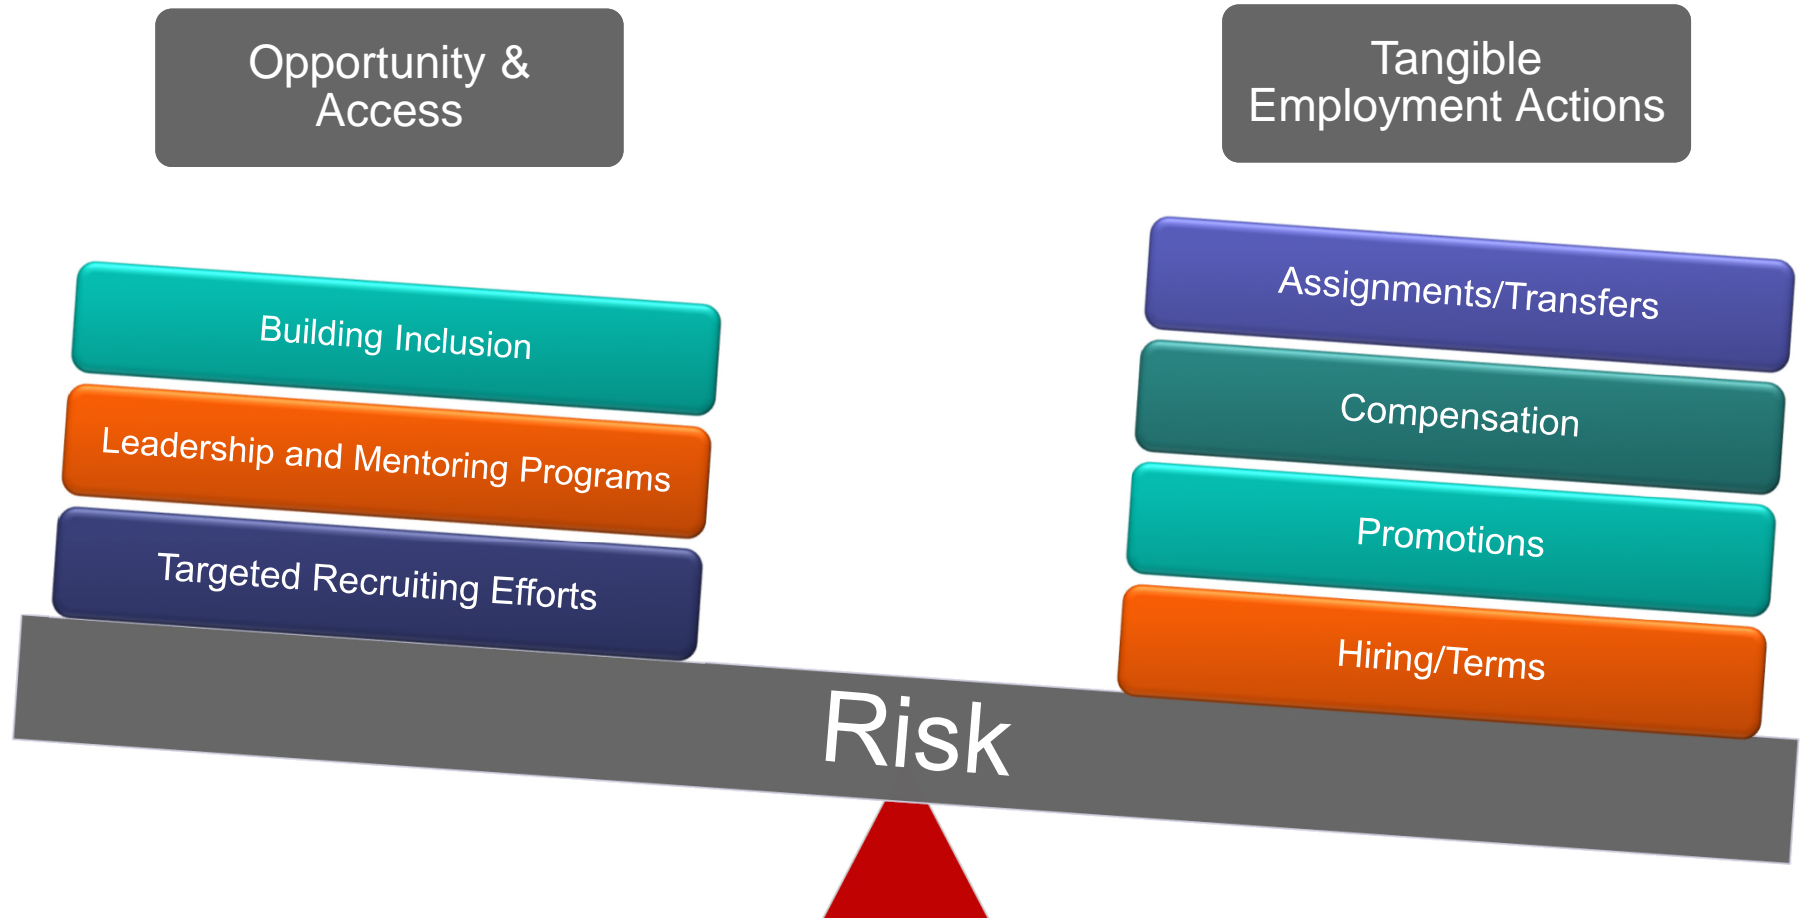 Opportunity &
Access
Tangible
Employment Actions
Building Inclusion
Leadership and Mentoring Programs
Targeted Recruiting Efforts
Assignments/Transfers
Compensation
Promotions
Hiring/Terms
Risk